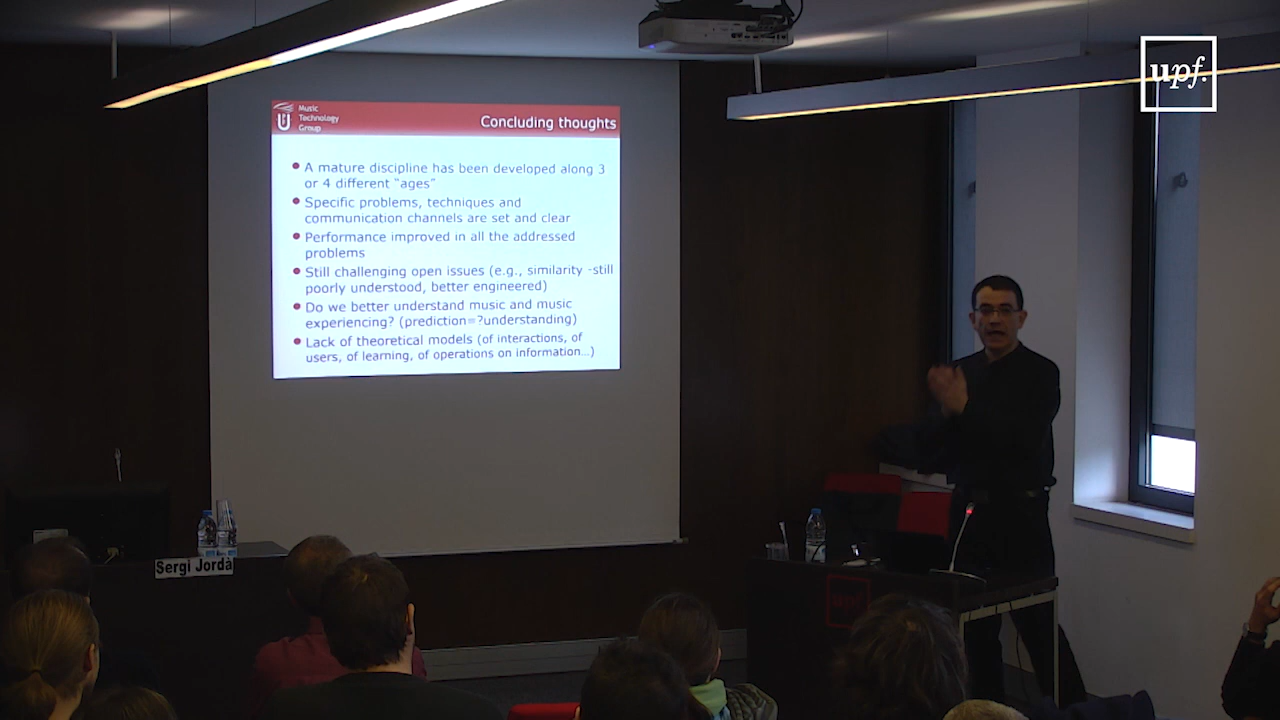 upf.
Music
Technology
Group
Concluding thoughts
A mature discipline has been developed along 3
or 4 different "ages"
Specific problems, techniques and
communication channels are set and clear
Performance improved in all the addressed
problems
Still challenging open issues (e.g., similarity -still
poorly understood, better engineered)
Do we better understand music and music
experiencing? (prediction=?understanding)
Lack of theoretical models (of interactions, of
users, of learning, of operations on information...)
Sergi Jordà
upf.